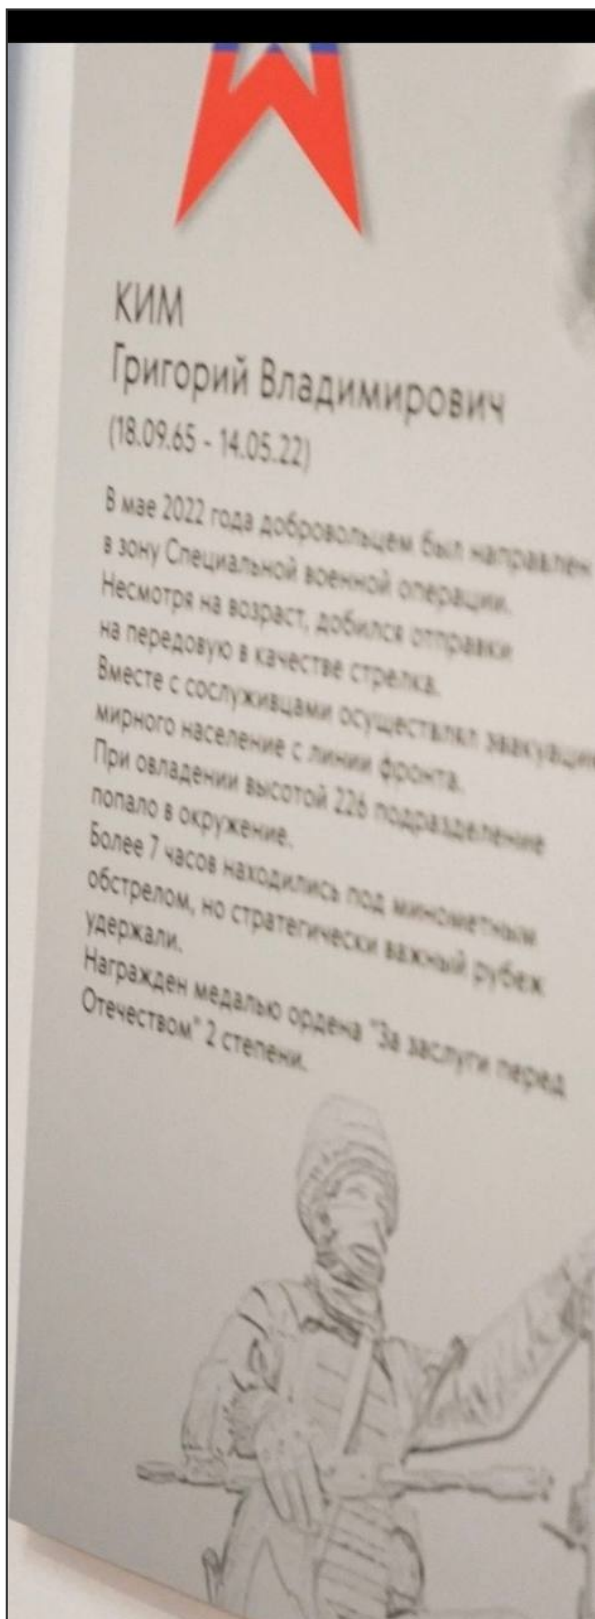 КИМ
Григорий Владимирович
(18.09.65 - 14.05.22)
В мае 2022 года добровольцем был направлен
в зону Специальной военной операции.
Несмотря на возраст, добился отправки
на передовую в качестве стрелка.
Вместе с сослуживцами осуществлял эвакуацию
мирного население с линии фронта.
При овладении высотой 226 подразделение
попало в окружение.
Более 7 часов находились под минометным
обстрелом, но стратегически важный рубеж
удержали.
Награжден медалью ордена "За заслуги перед
Отечеством" 2 степени.